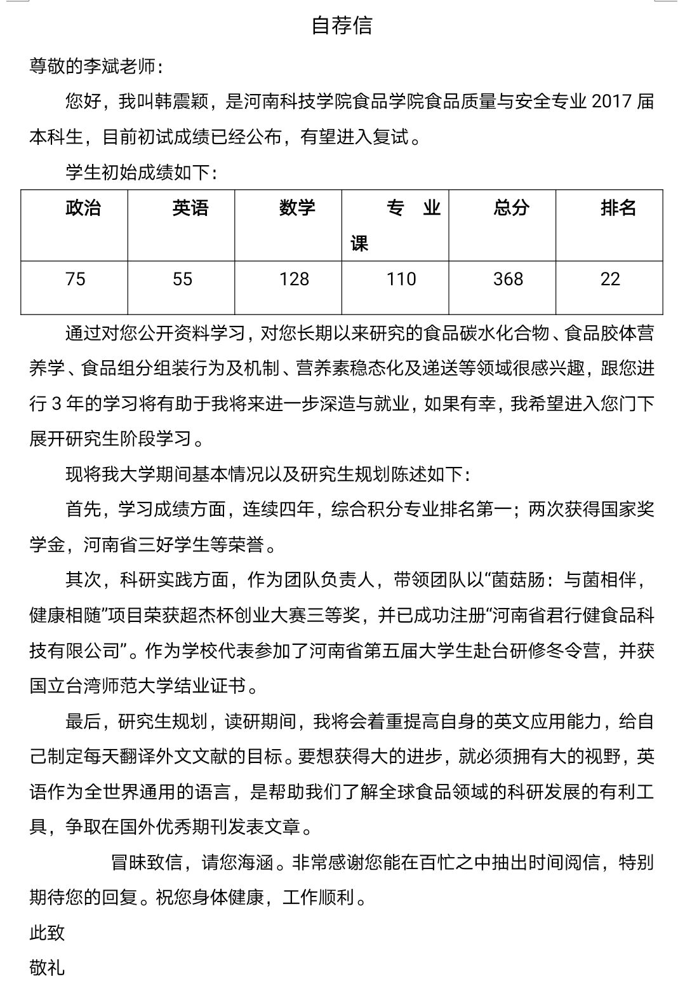 自荐信
尊敬的李斌老师：
您好，我叫韩震颖，是河南科技学院食品学院食品质量与安全专业 2017 届
本科生，目前初试成绩已经公布，有望进入复试。
学生初始成绩如下：
政治 英语 数学 专 业 总分 排名
课
75 55 128 110 368 22
通过对您公开资料学习，对您长期以来研究的食品碳水化合物、食品胶体营
养学、食品组分组装行为及机制、营养素稳态化及递送等领域很感兴趣，跟您进
行 3 年的学习将有助于我将来进一步深造与就业，如果有幸，我希望进入您门下
展开研究生阶段学习。
现将我大学期间基本情况以及研究生规划陈述如下：
首先，学习成绩方面，连续四年，综合积分专业排名第一；两次获得国家奖
学金，河南省三好学生等荣誉。
其次，科研实践方面，作为团队负责人，带领团队以“菌菇肠：与菌相伴，
健康相随”项目荣获超杰杯创业大赛三等奖，并已成功注册“河南省君行健食品科
技有限公司”。作为学校代表参加了河南省第五届大学生赴台研修冬令营，并获
国立台湾师范大学结业证书。
最后，研究生规划，读研期间，我将会着重提高自身的英文应用能力，给自
己制定每天翻译外文文献的目标。要想获得大的进步，就必须拥有大的视野，英
语作为全世界通用的语言，是帮助我们了解全球食品领域的科研发展的有利工
具，争取在国外优秀期刊发表文章。
冒昧致信，请您海涵。非常感谢您能在百忙之中抽出时间阅信，特别
期待您的回复。祝您身体健康，工作顺利。
此致
敬礼